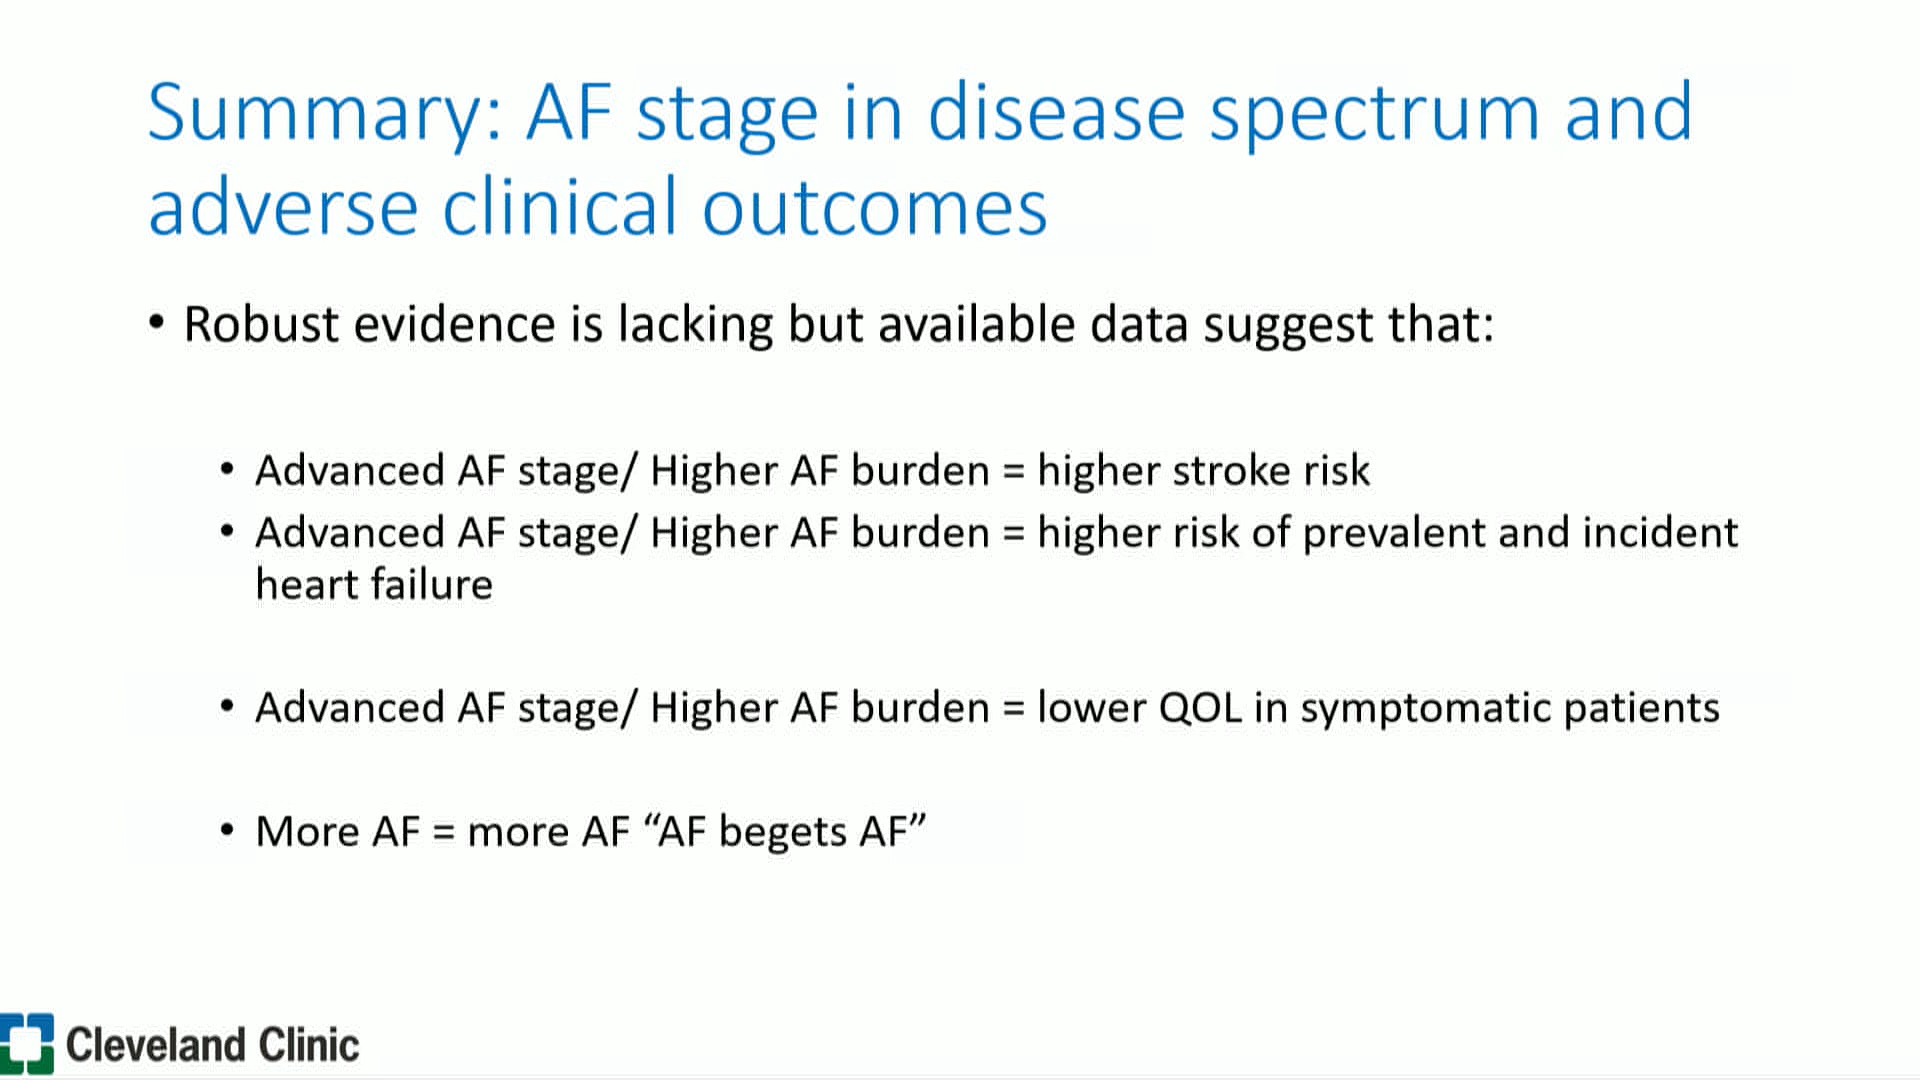 Summary: AF stage in disease spectrum and
adverse clinical outcomes
• Robust evidence is lacking but available data suggest that:
• Advanced AF stage/ Higher AF burden = higher stroke risk
• Advanced AF stage/ Higher AF burden = higher risk of prevalent and incident
heart failure
• Advanced AF stage/ Higher AF burden = lower QOL in symptomatic patients
• More AF = more AF “AF begets AF”
Cleveland Clinic